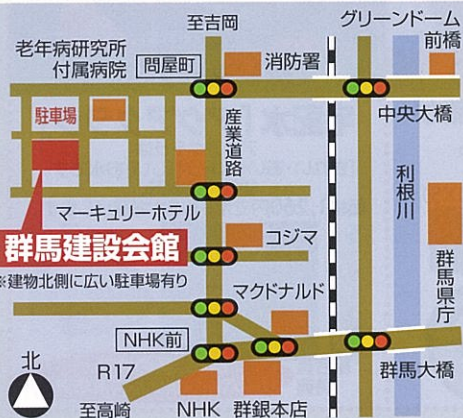 至吉岡
グリーンドーム
前橋
老年病研究所
付属病院
問屋町
消防署
駐車場
産業道路
中央大橋
利根川
マーキュリーホテル
群馬建設会館
※建物北側に広い駐車場有り
コジマ
マクドナルド
群馬県庁
NHK前
群馬大橋
北
R17
至高崎
NHK
群銀本店